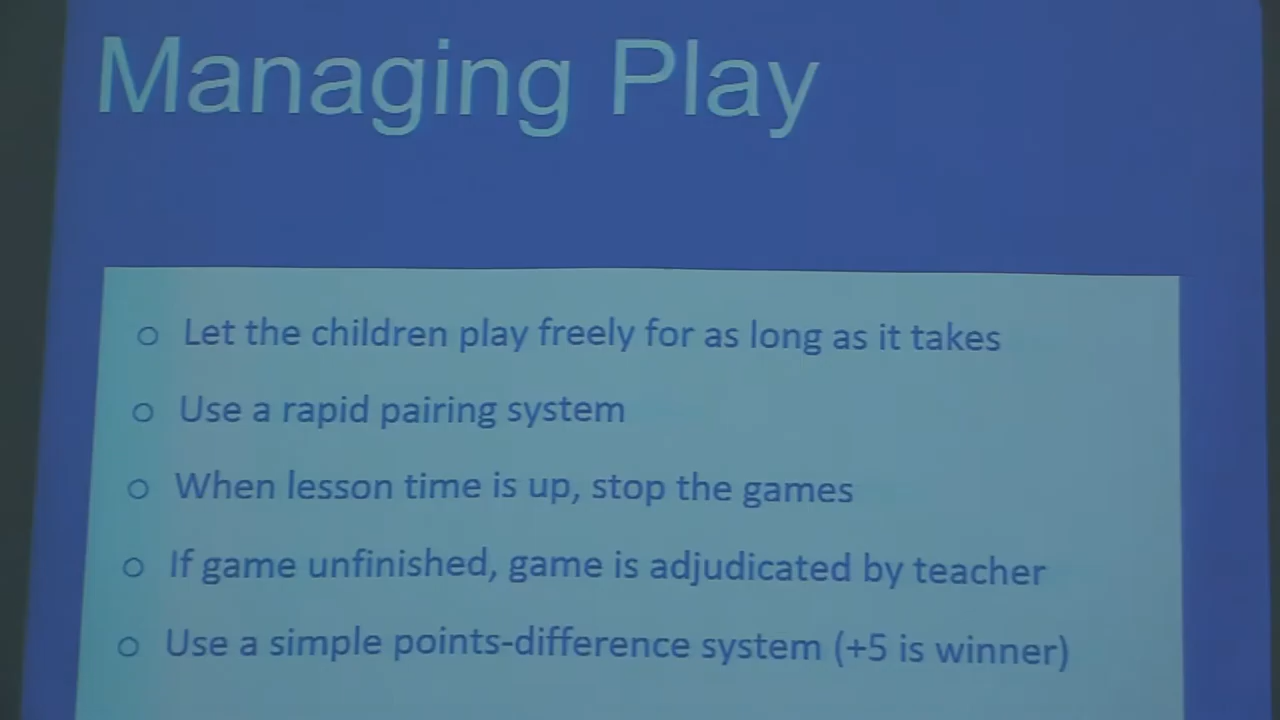 Managing Play
o Let the children play freely for as long as it takes
o Use a rapid pairing system
o When lesson time is up, stop the games
o If game unfinished, game is adjudicated by teacher
o Use a simple points-difference system (+5 is winner)